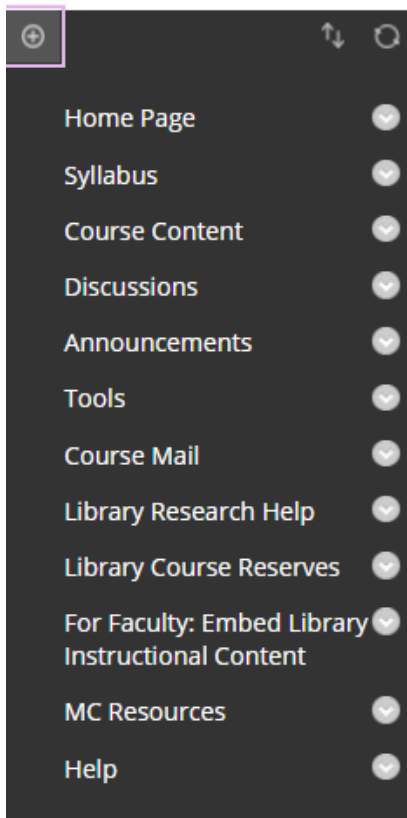 Home Page
Syllabus
Course Content
Discussions
Announcements
Tools
Course Mail
Library Research Help
Library Course Reserves
For Faculty: Embed Library
Instructional Content
MC Resources
Help